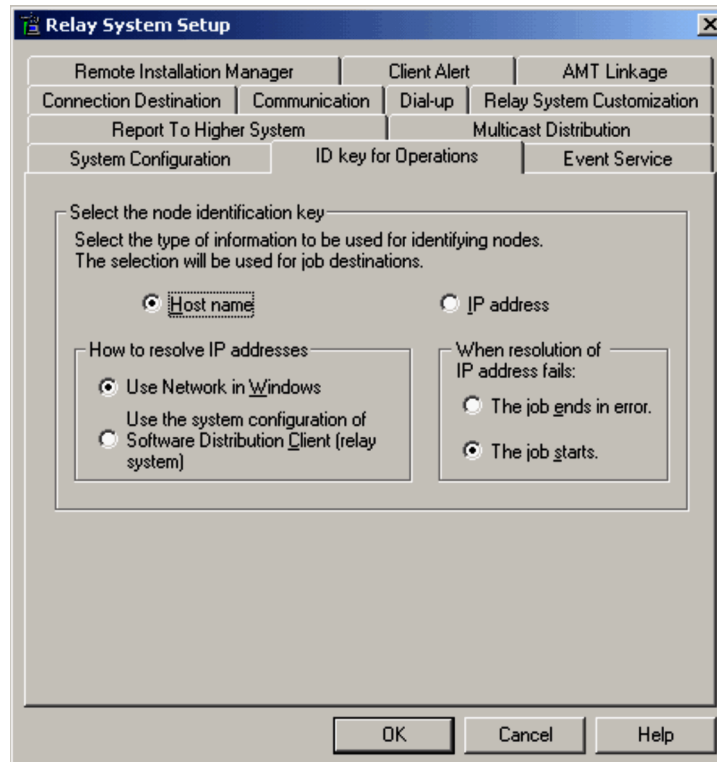 Relay System Setup
Remote Installation Manager
Client Alert
AMT Linkage
Connection Destination
Communication
Dial-up
Relay System Customization
Report To Higher System
Multicast Distribution
System Configuration
ID key for Operations
Event Service
Select the node identification key
Select the type of information to be used for identifying nodes.
The selection will be used for job destinations.
Host name
IP address
How to resolve IP addresses
Use Network in Windows
Use the system configuration of
Software Distribution Client (relay
system)
When resolution of
IP address fails:
The job ends in error.
The job starts.
OK
Cancel
Help